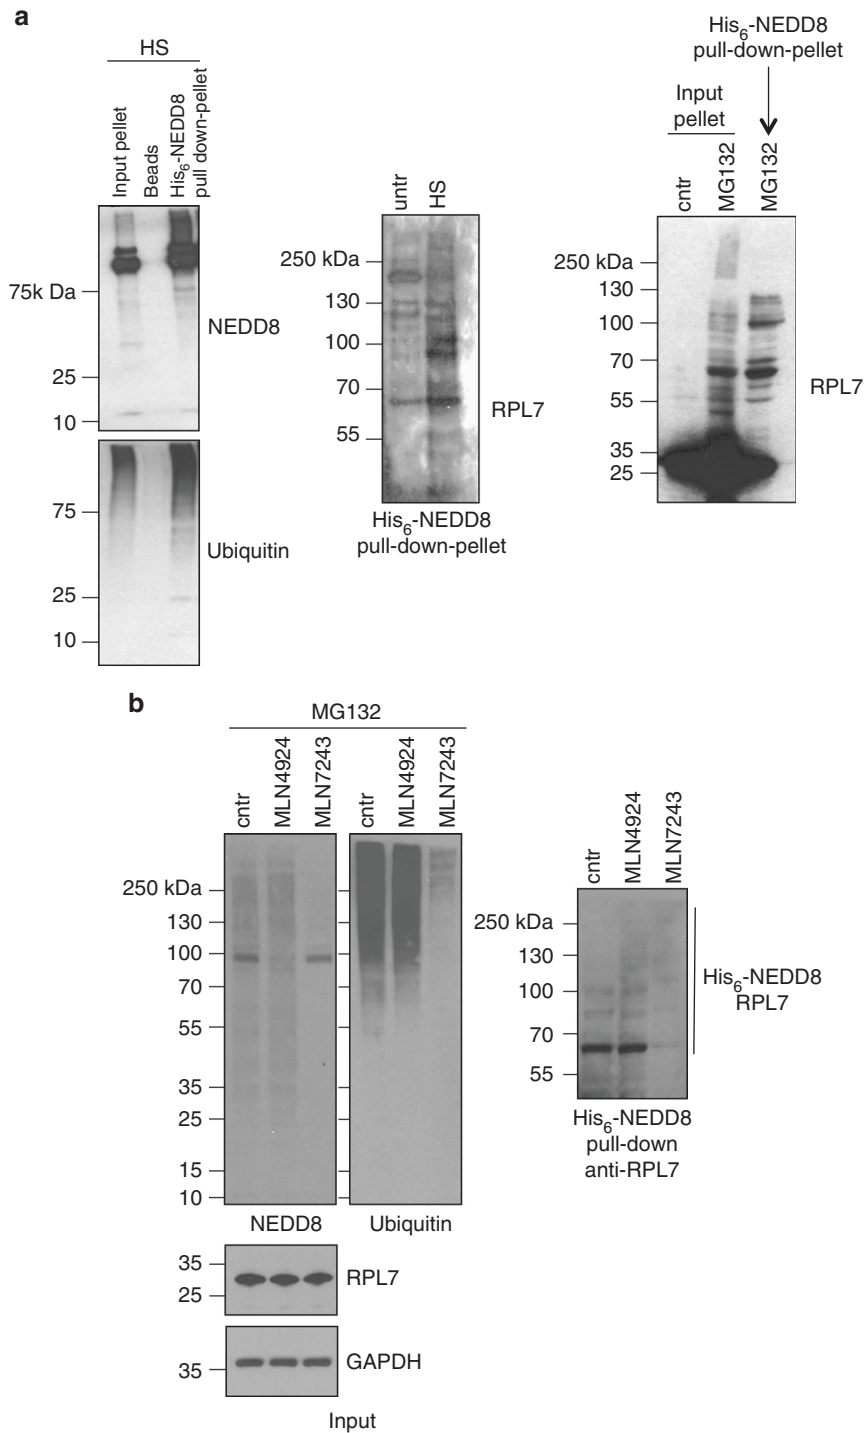 a
HS
Input pellet
Beads
His6-NEDD8
pull down-pellet
75k Da
25
10
NEDD8
75
25
10
Ubiquitin
untr
HS
250 kDa
130
100
70
55
RPL7
His6-NEDD8
pull-down-pellet
His6-NEDD8
pull-down-pellet
Input
pellet
cntr
MG132
MG132
250 kDa
130
100
70
55
35
25
RPL7
b
MG132
cntr
MLN4924
MLN7243
cntr
MLN4924
MLN7243
250 kDa
130
100
70
55
35
25
15
10
NEDD8
Ubiquitin
35
25
RPL7
35
GAPDH
Input
cntr
MLN4924
MLN7243
250 kDa
130
100
70
55
His6-NEDD8
RPL7
His6-NEDD8
pull-down
anti-RPL7